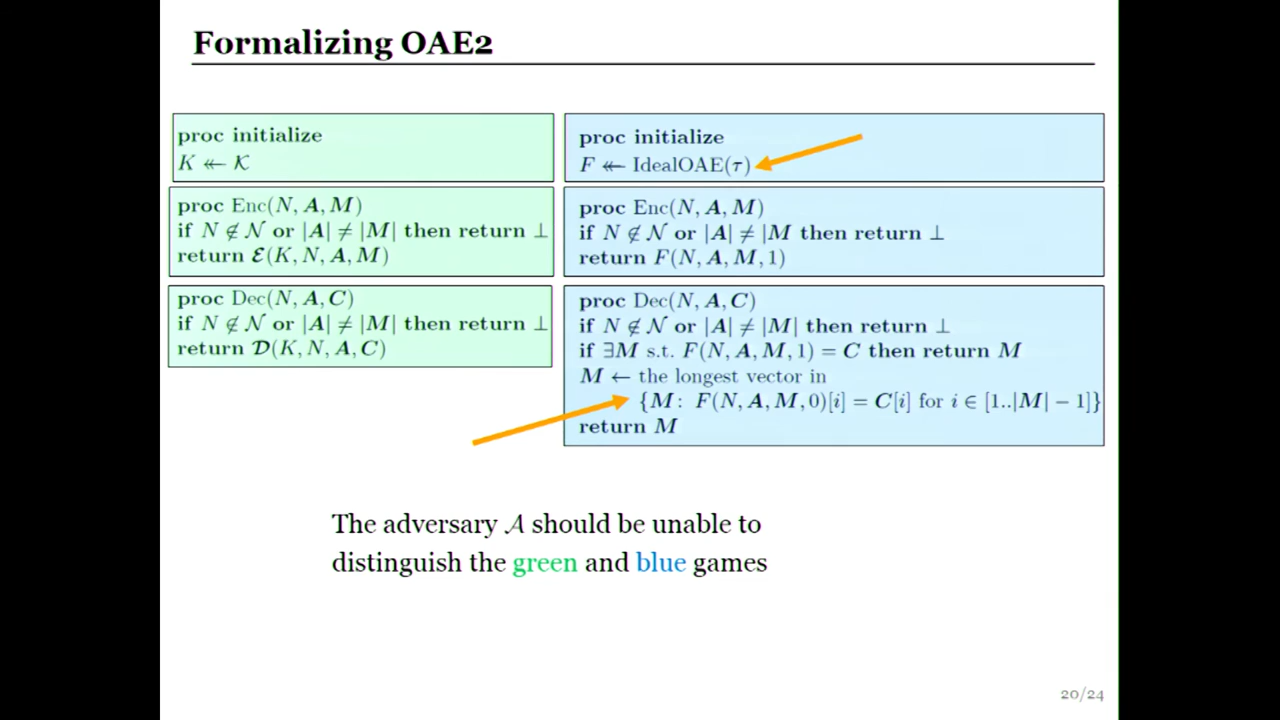 Formalizing OAE2
proc initialize
K ↞ 𝒦
proc Enc(N, A, M)
if N ∉ 𝒩 or |A| ≠ |M| then return ⊥
return ℰ(K, N, A, M)
proc Dec(N, A, C)
if N ∉ 𝒩 or |A| ≠ |M| then return ⊥
return 𝒟(K, N, A, C)
proc initialize
F ↞ IdealOAE(τ)
proc Enc(N, A, M)
if N ∉ 𝒩 or |A| ≠ |M then return ⊥
return F(N, A, M, 1)
proc Dec(N, A, C)
if N ∉ 𝒩 or |A| ≠ |M| then return ⊥
if ∃M s.t. F(N, A, M, 1) = C then return M
M ← the longest vector in
{M : F(N, A, M, 0)[i] = C[i] for i ∈ [1..|M| − 1]}
return M
The adversary 𝒜 should be unable to
distinguish the green and blue games
20/24